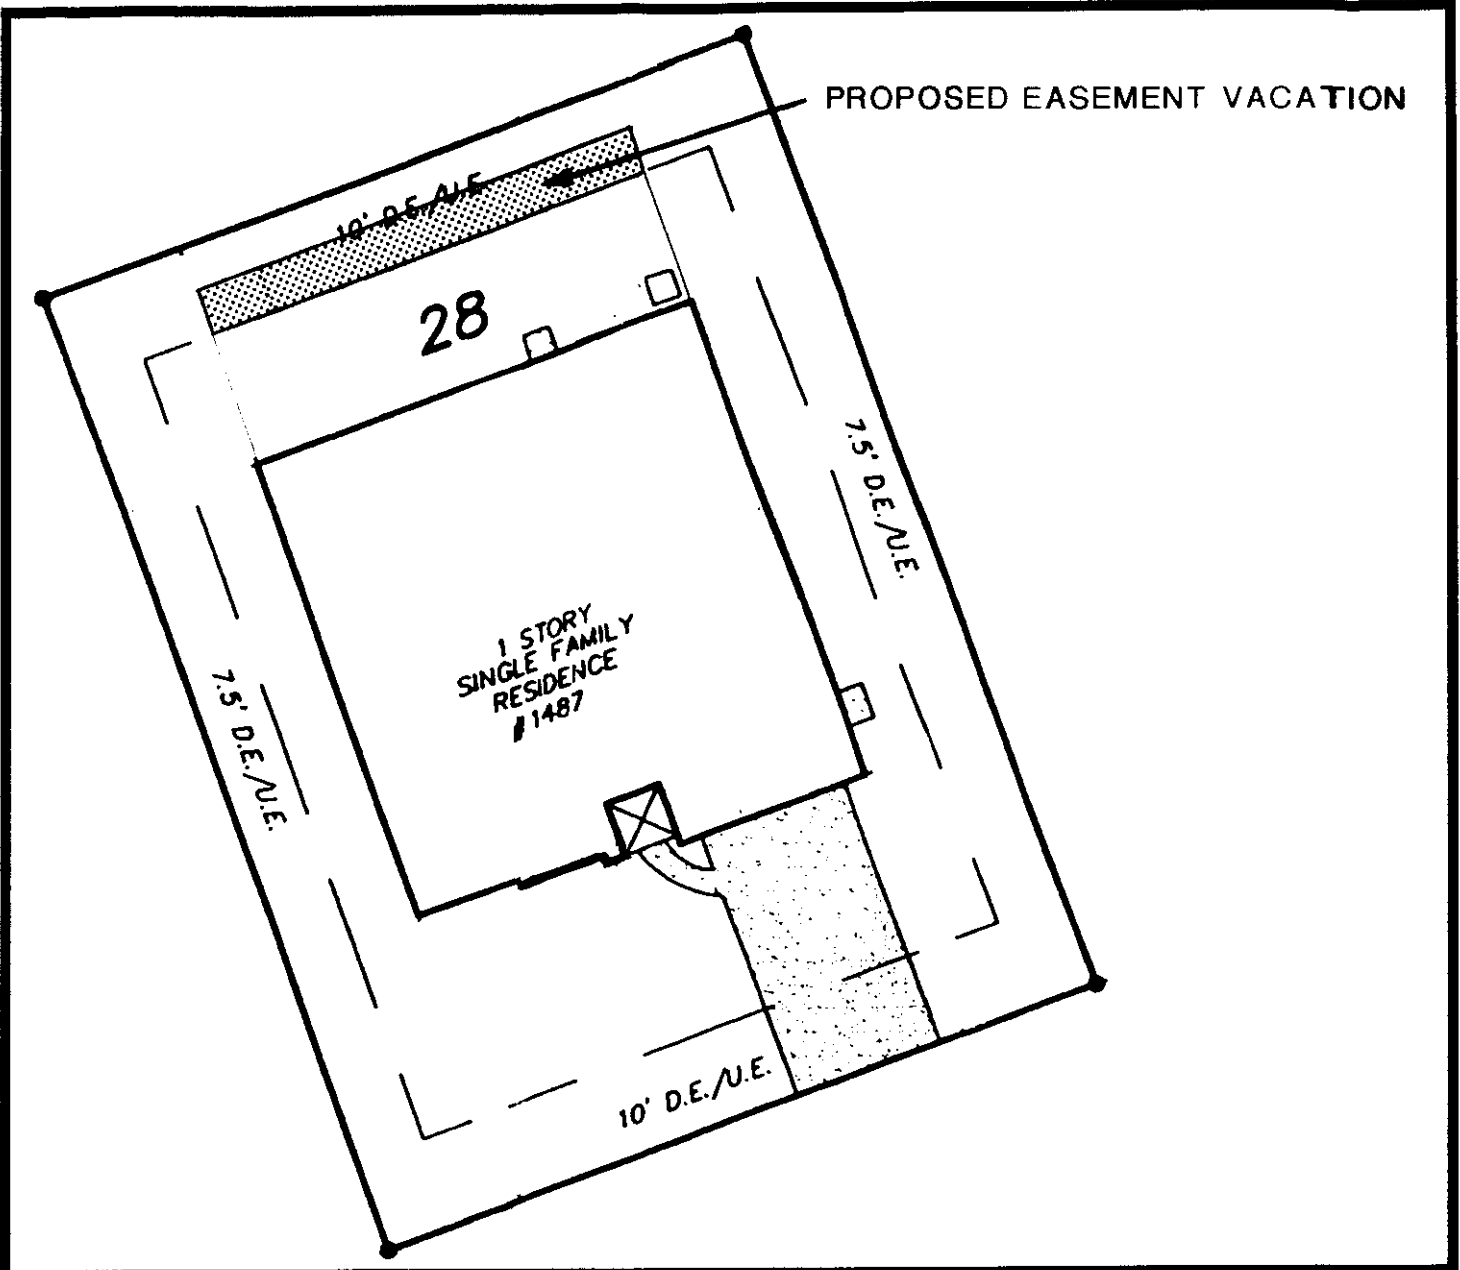 PROPOSED EASEMENT VACATION
10' D.E./U.E.
28
7.5' D.E./U.E.
1 STORY
SINGLE FAMILY
RESIDENCE
#1487
7.5' D.E./U.E.
10' D.E./U.E.